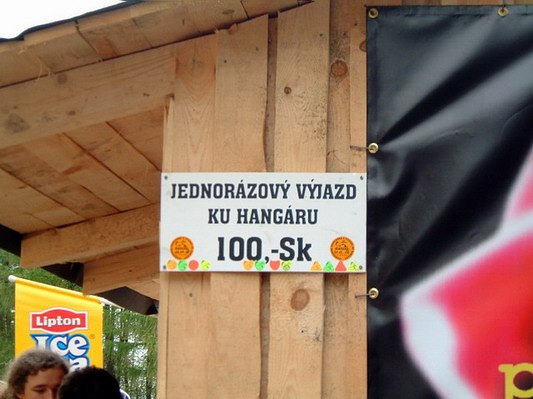 JEDNORÁZOVÝ VÝJAZD
KU HANGÁRU
100,-Sk
Lipton
Ice